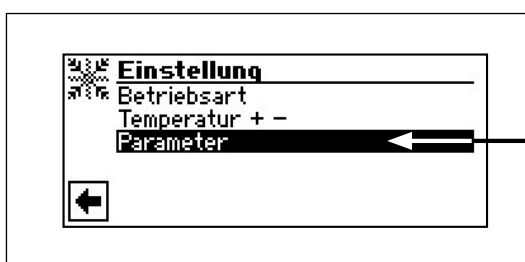 Einstellung
Betriebsart
Temperatur + −
Parameter